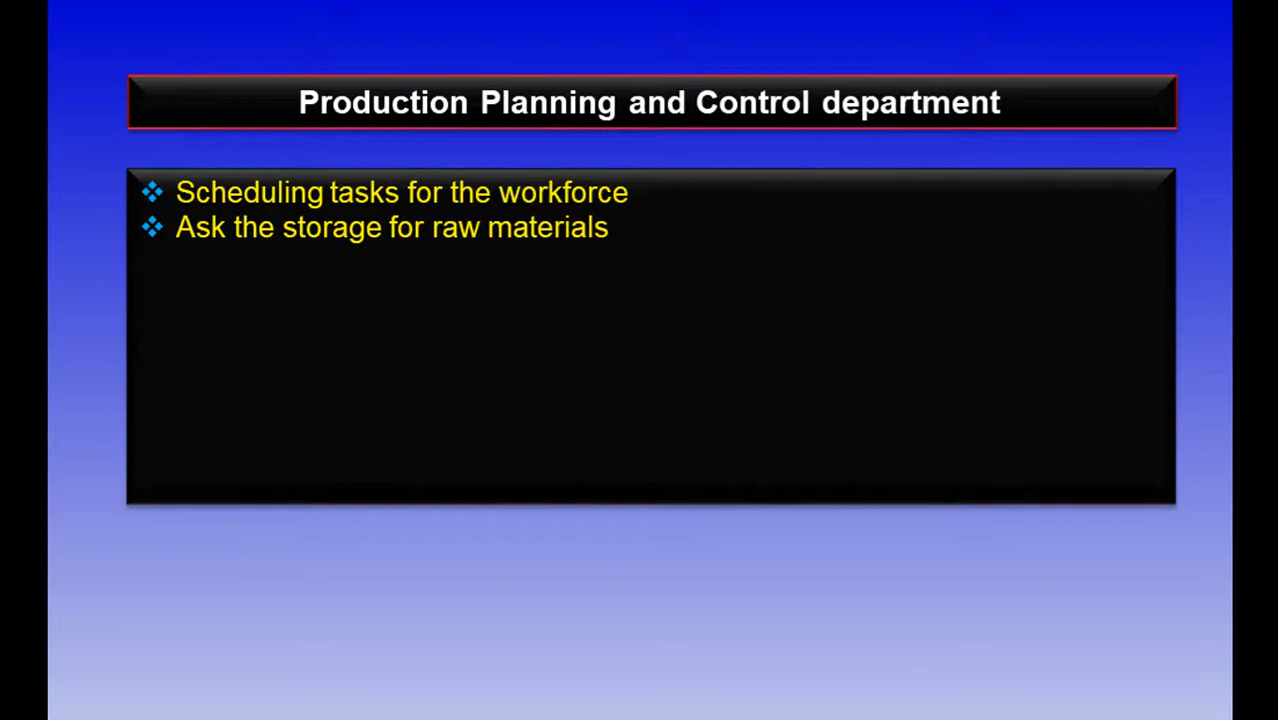 Production Planning and Control department
Scheduling tasks for the workforce
Ask the storage for raw materials